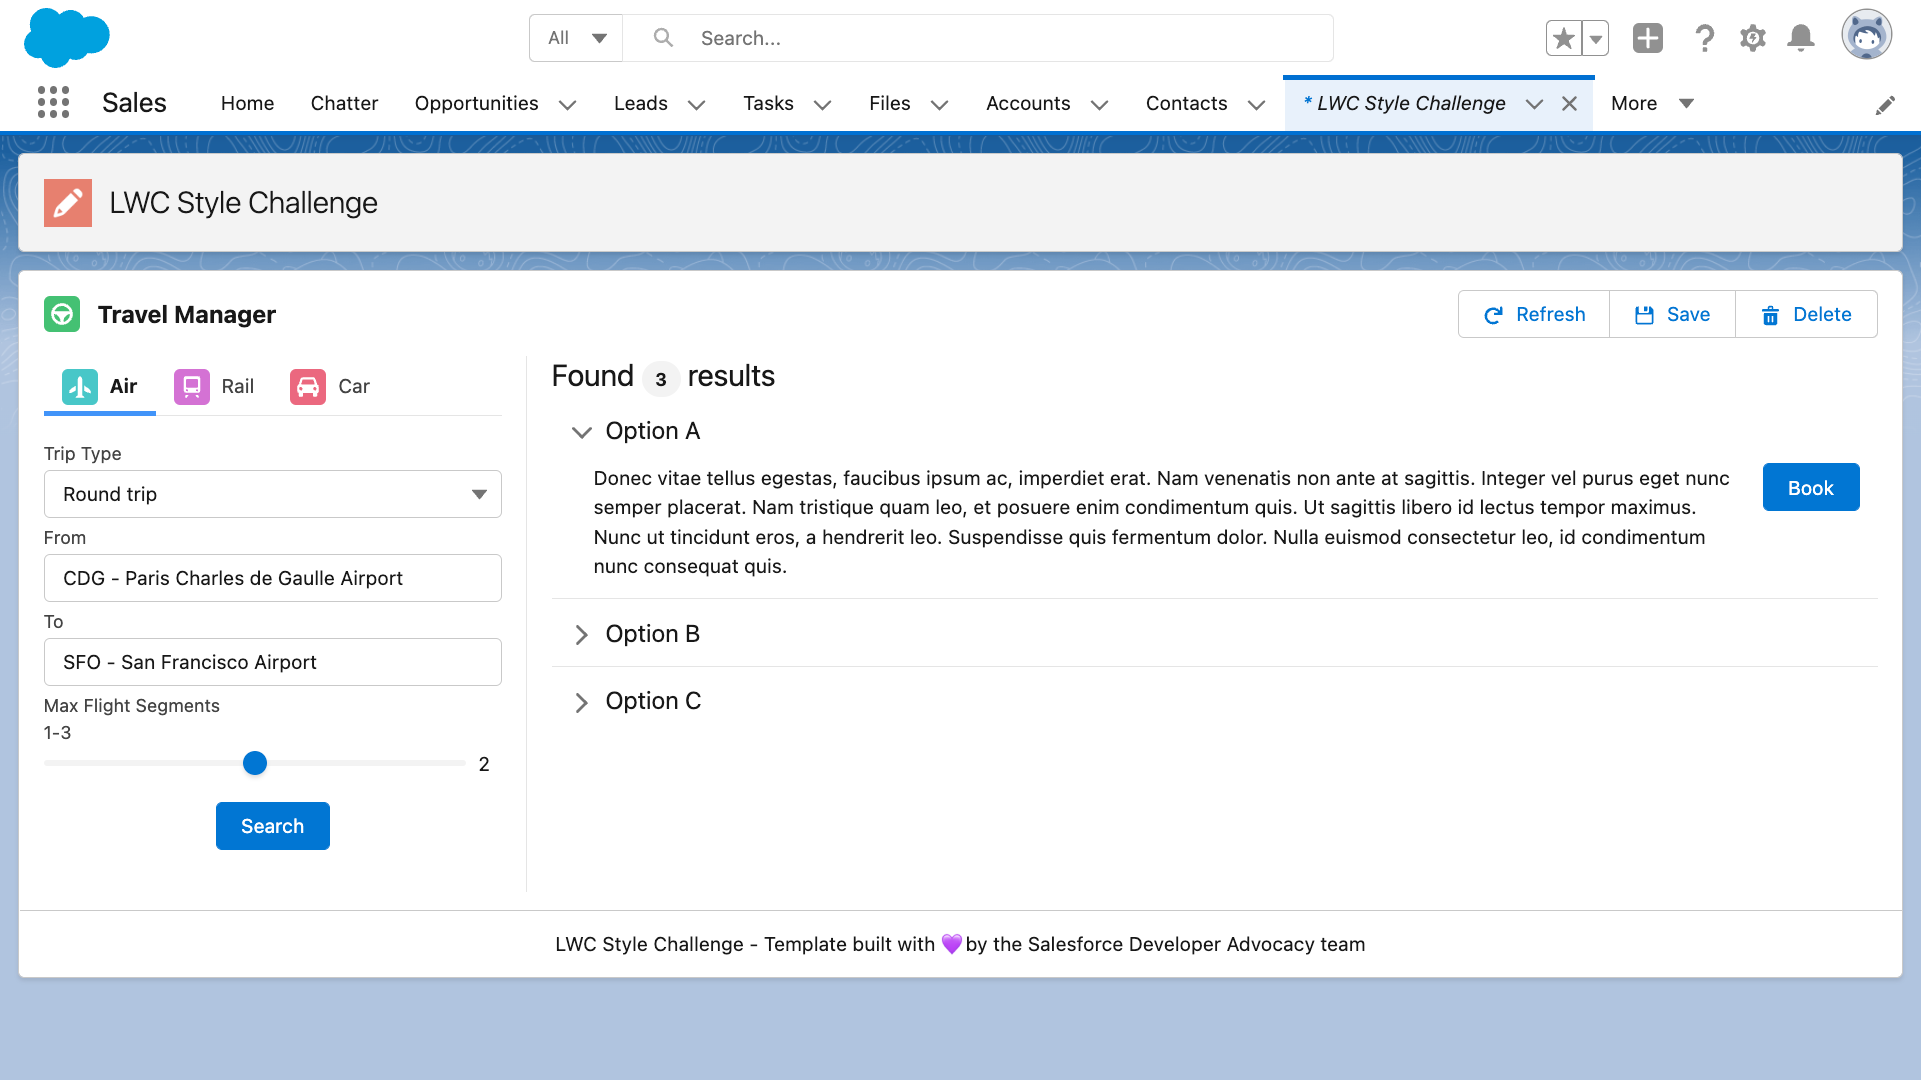 All
Search...
Sales
Home
Chatter
Opportunities
Leads
Tasks
Files
Accounts
Contacts
* LWC Style Challenge
More
LWC Style Challenge
Travel Manager
Refresh
Save
Delete
Air
Rail
Car
Trip Type
Round trip
From
CDG - Paris Charles de Gaulle Airport
To
SFO - San Francisco Airport
Max Flight Segments
1-3
2
Search
Found 3 results
Option A
Donec vitae tellus egestas, faucibus ipsum ac, imperdiet erat. Nam venenatis non ante at sagittis. Integer vel purus eget nunc
semper placerat. Nam tristique quam leo, et posuere enim condimentum quis. Ut sagittis libero id lectus tempor maximus.
Nunc ut tincidunt eros, a hendrerit leo. Suspendisse quis fermentum dolor. Nulla euismod consectetur leo, id condimentum
nunc consequat quis.
Book
Option B
Option C
LWC Style Challenge - Template built with 💜 by the Salesforce Developer Advocacy team